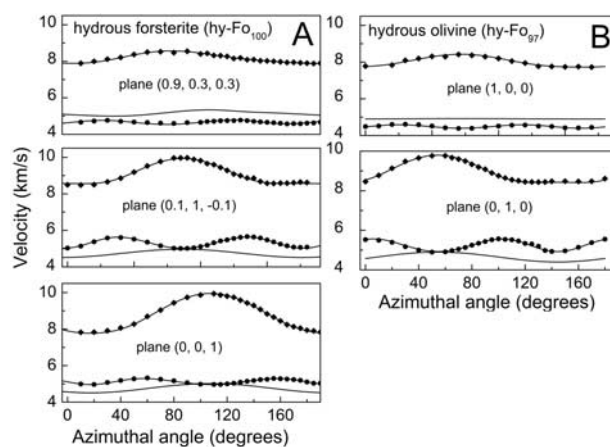 hydrous forsterite (hy-Fo100)
A
plane (0.9, 0.3, 0.3)
10
8
6
4
plane (0.1, 1, -0.1)
10
8
6
4
plane (0, 0, 1)
10
8
6
4
0 40 80 120 160
Azimuthal angle (degrees)
Velocity (km/s)
hydrous olivine (hy-Fo97)
B
plane (1, 0, 0)
10
8
6
4
plane (0, 1, 0)
10
8
6
4
0 60 120 180
Azimuthal angle (degrees)